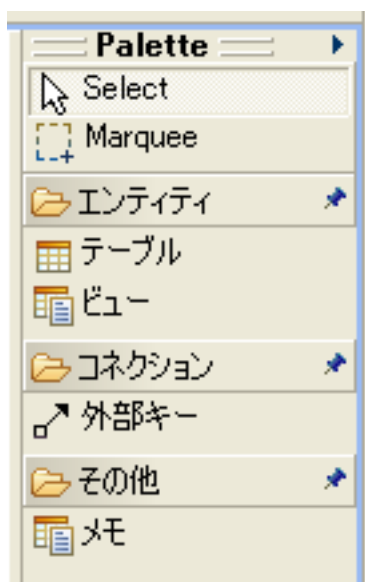 Palette
Select
Marquee
エンティティ
テーブル
ビュー
コネクション
外部キー
その他
メモ